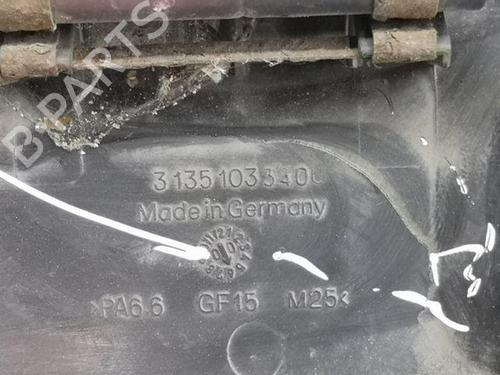 B-PARTS
3135103340
Made in Germany
>PA6.6 GF15 M25<